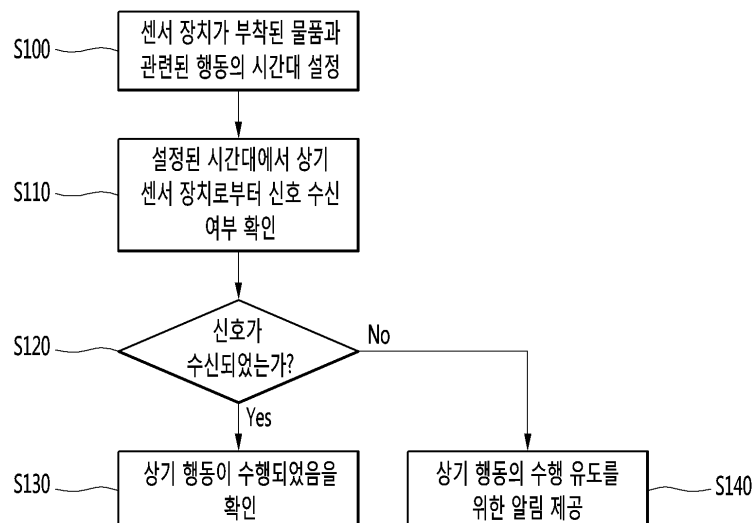 S100
센서 장치가 부착된 물품과
관련된 행동의 시간대 설정
S110
설정된 시간대에서 상기
센서 장치로부터 신호 수신
여부 확인
S120
신호가
수신되었는가?
No
Yes
S130
상기 행동이 수행되었음을
확인
상기 행동의 수행 유도를
위한 알림 제공
S140